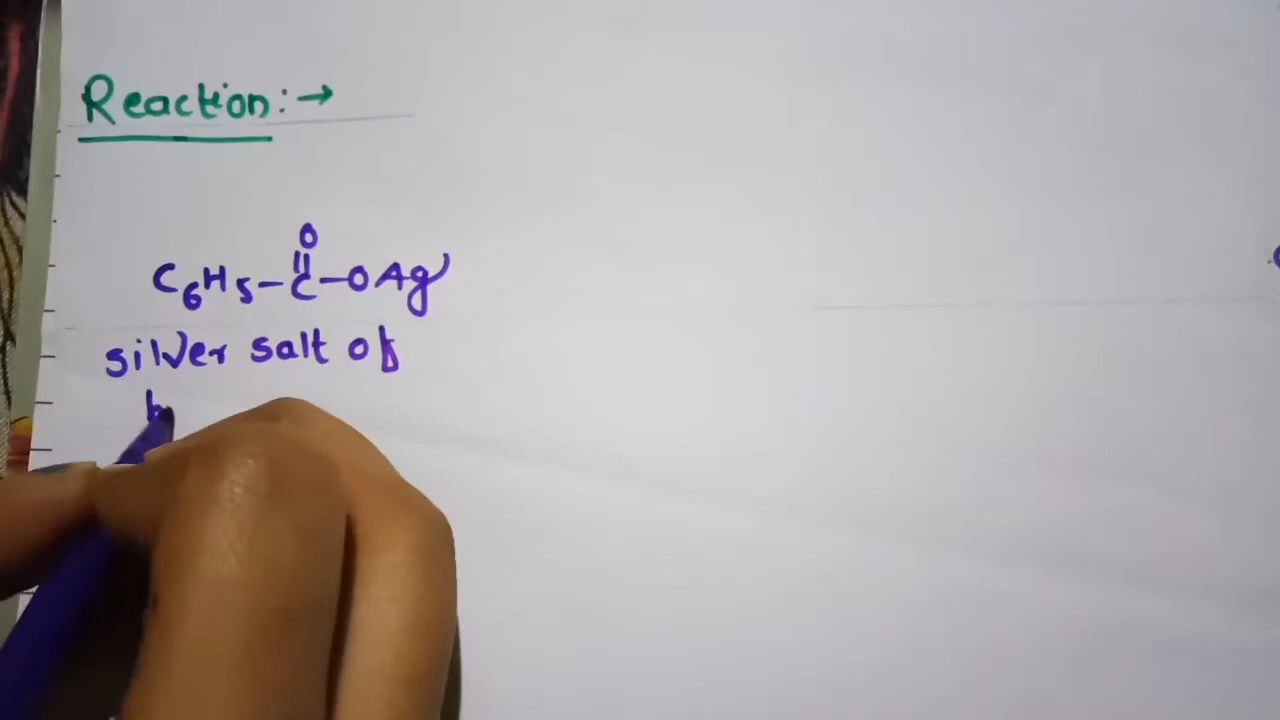 Reaction:→
O
C6H5-C-OAg
silver salt of